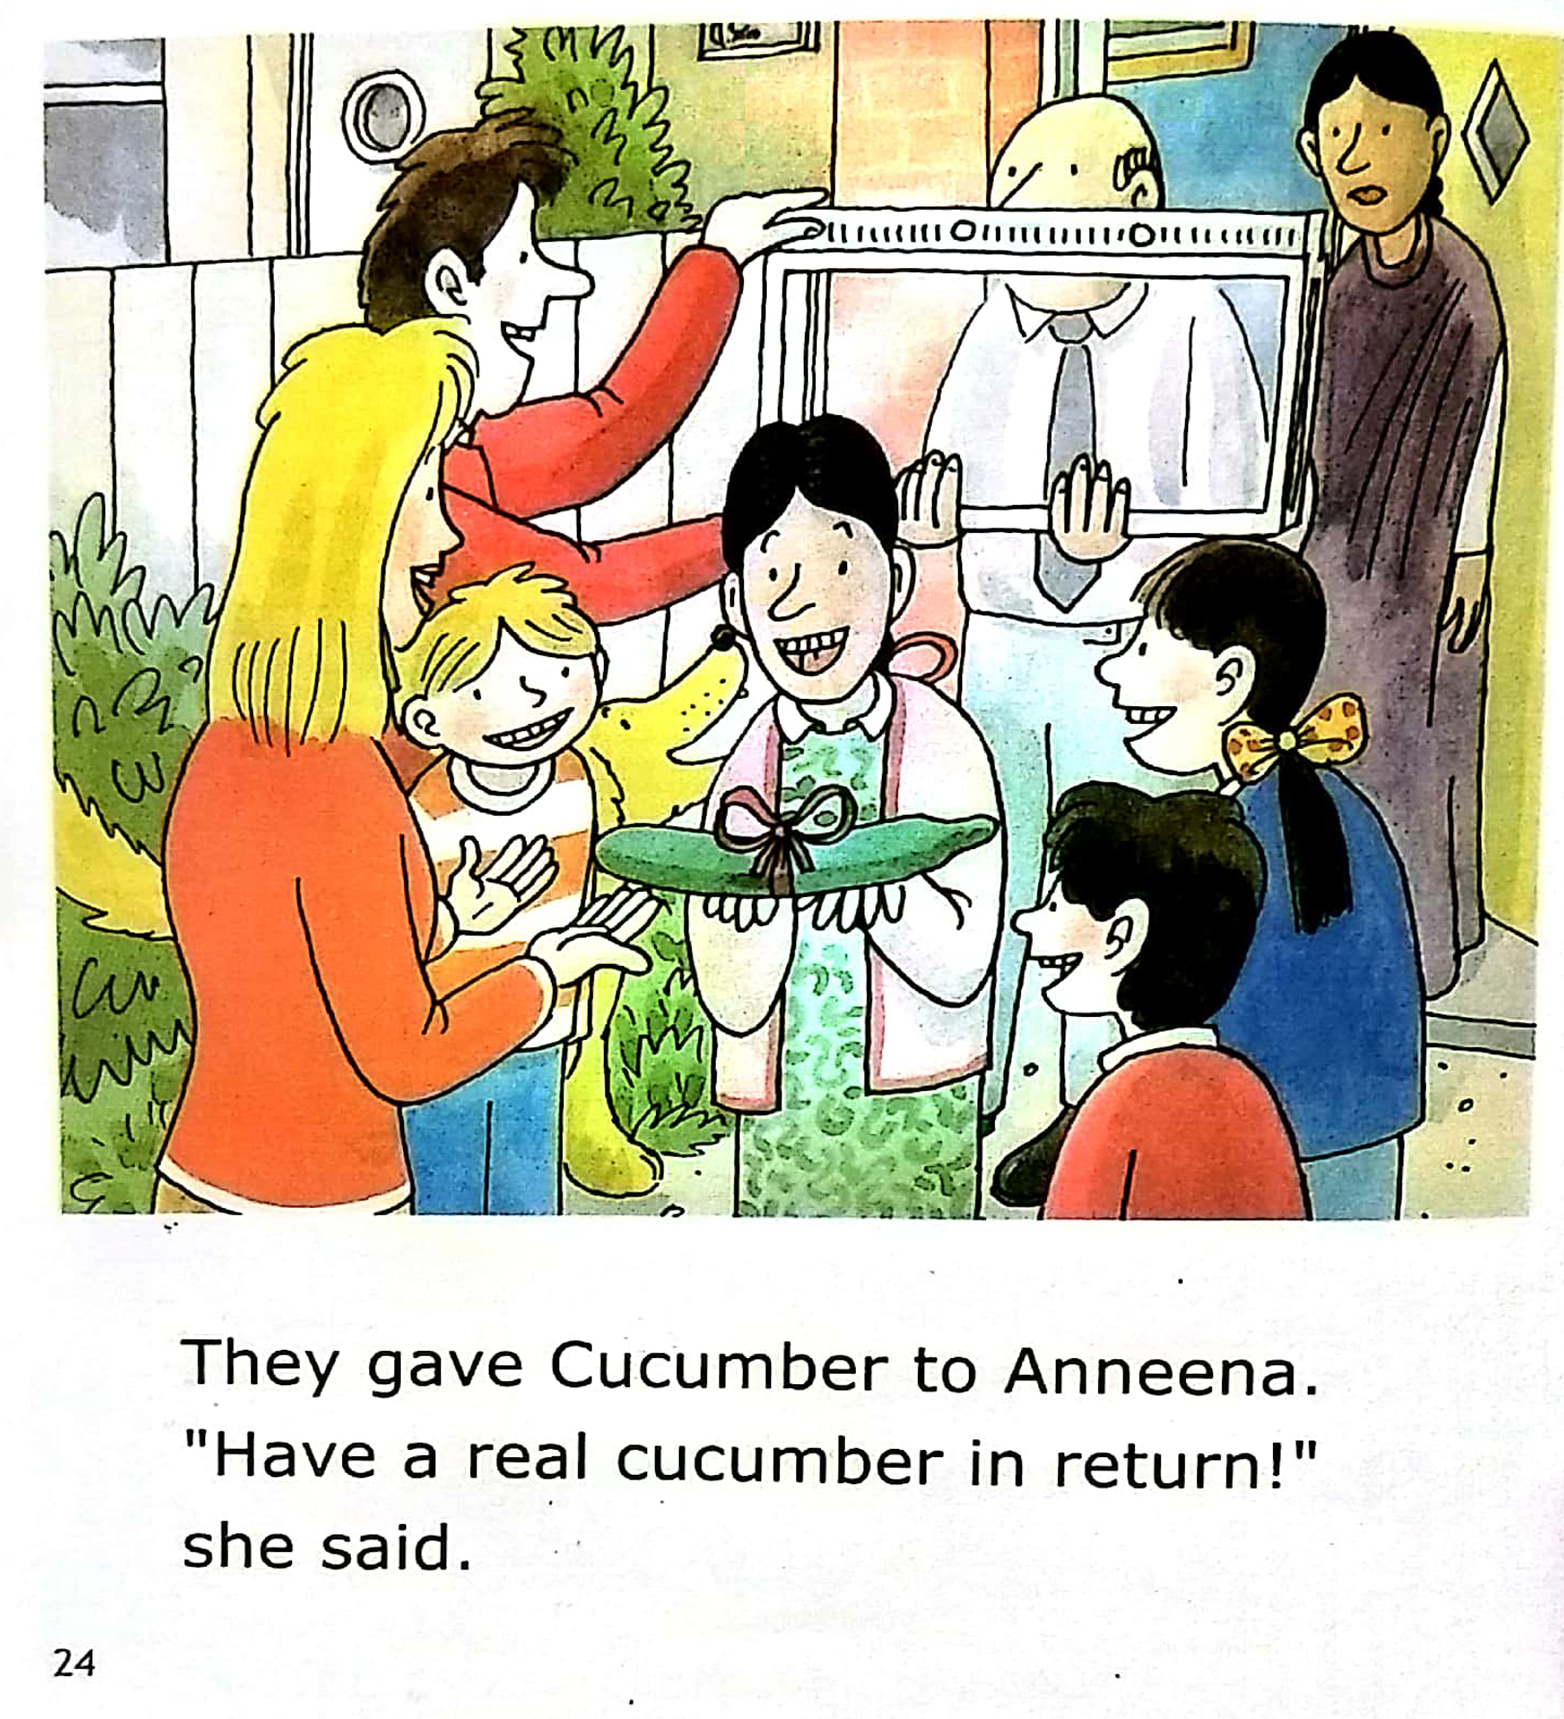 They gave Cucumber to Anneena.
"Have a real cucumber in return!"
she said.
24